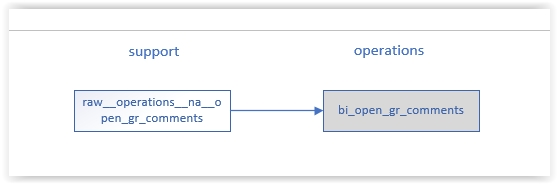 support
operations
raw__operations__na__o
pen_gr_comments
bi_open_gr_comments